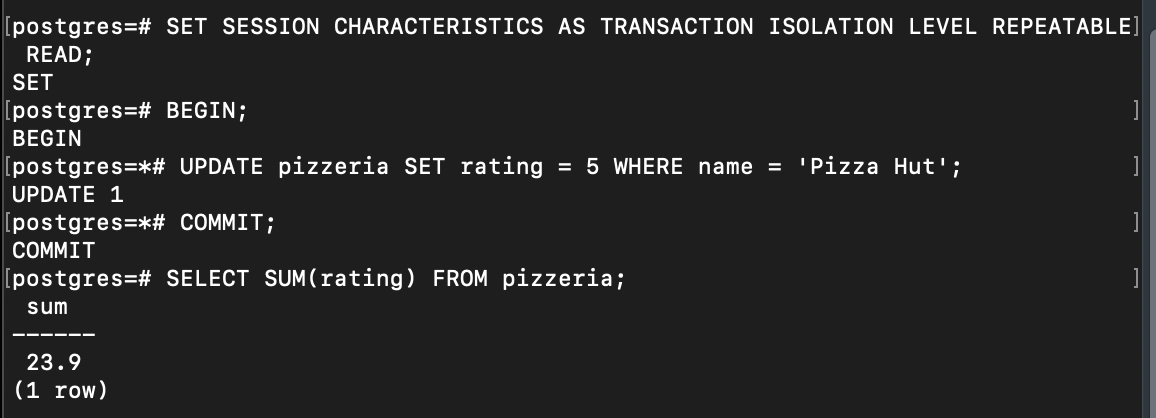 [postgres=# SET SESSION CHARACTERISTICS AS TRANSACTION ISOLATION LEVEL REPEATABLE]
 READ;
SET
[postgres=# BEGIN; ]
BEGIN
[postgres=*# UPDATE pizzeria SET rating = 5 WHERE name = 'Pizza Hut'; ]
UPDATE 1
[postgres=*# COMMIT; ]
COMMIT
[postgres=# SELECT SUM(rating) FROM pizzeria; ]
 sum
------
 23.9
(1 row)